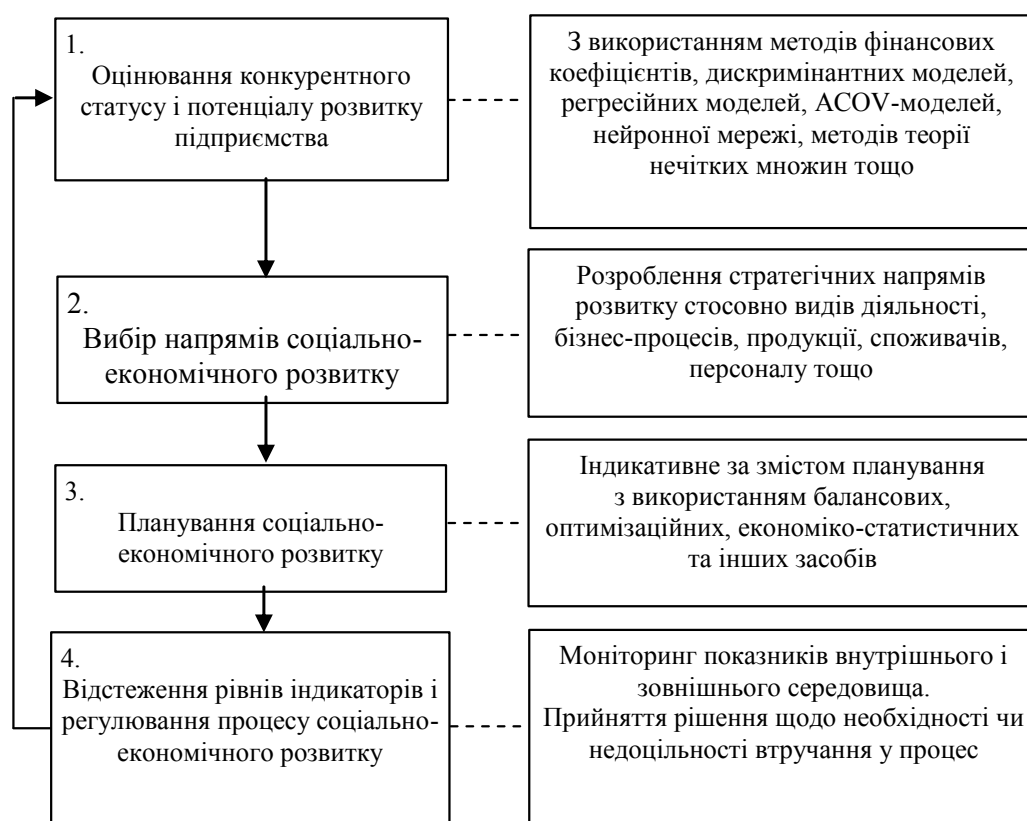 1.
Оцінювання конкурентного
статусу і потенціалу розвитку
підприємства
З використанням методів фінансових
коефіцієнтів, дискримінантних моделей,
регресійних моделей, ACOV-моделей,
нейронної мережі, методів теорії
нечітких множин тощо
2.
Вибір напрямів соціально-
економічного розвитку
Розроблення стратегічних напрямів
розвитку стосовно видів діяльності,
бізнес-процесів, продукції, споживачів,
персоналу тощо
3.
Планування соціально-
економічного розвитку
Індикативне за змістом планування
з використанням балансових,
оптимізаційних, економіко-статистичних
та інших засобів
4.
Відстеження рівнів індикаторів і
регулювання процесу соціально-
економічного розвитку
Моніторинг показників внутрішнього і
зовнішнього середовища.
Прийняття рішення щодо необхідності чи
недоцільності втручання у процес